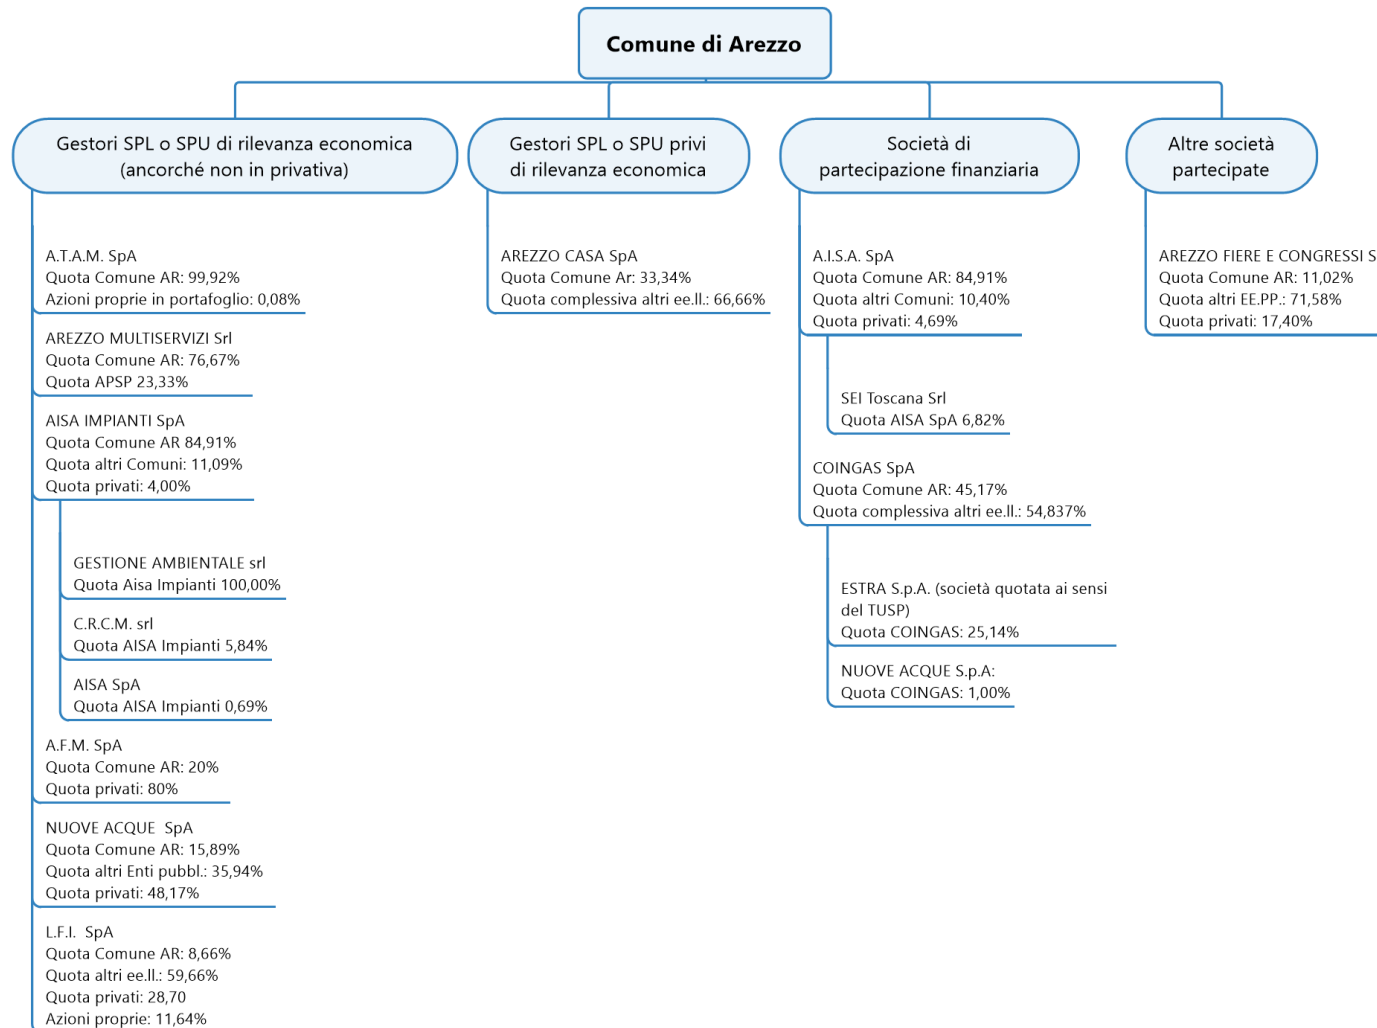 Comune di Arezzo
Gestori SPL o SPU di rilevanza economica
(ancorché non in privativa)
A.T.A.M. SpA
Quota Comune AR: 99,92%
Azioni proprie in portafoglio: 0,08%
AREZZO MULTISERVIZI Srl
Quota Comune AR: 76,67%
Quota APSP 23,33%
AISA IMPIANTI SpA
Quota Comune AR 84,91%
Quota altri Comuni: 11,09%
Quota privati: 4,00%
GESTIONE AMBIENTALE srl
Quota Aisa Impianti 100,00%
C.R.C.M. srl
Quota AISA Impianti 5,84%
AISA SpA
Quota AISA Impianti 0,69%
A.F.M. SpA
Quota Comune AR: 20%
Quota privati: 80%
NUOVE ACQUE  SpA
Quota Comune AR: 15,89%
Quota altri Enti pubbl.: 35,94%
Quota privati: 48,17%
L.F.I.  SpA
Quota Comune AR: 8,66%
Quota altri ee.ll.: 59,66%
Quota privati: 28,70
Azioni proprie: 11,64%
Gestori SPL o SPU privi
di rilevanza economica
AREZZO CASA SpA
Quota Comune Ar: 33,34%
Quota complessiva altri ee.ll.: 66,66%
Società di
partecipazione finanziaria
A.I.S.A. SpA
Quota Comune AR: 84,91%
Quota altri Comuni: 10,40%
Quota privati: 4,69%
SEI Toscana Srl
Quota AISA SpA 6,82%
COINGAS SpA
Quota Comune AR: 45,17%
Quota complessiva altri ee.ll.: 54,837%
ESTRA S.p.A. (società quotata ai sensi
del TUSP)
Quota COINGAS: 25,14%
NUOVE ACQUE S.p.A:
Quota COINGAS: 1,00%
Altre società
partecipate
AREZZO FIERE E CONGRESSI S
Quota Comune AR: 11,02%
Quota altri EE.PP.: 71,58%
Quota privati: 17,40%